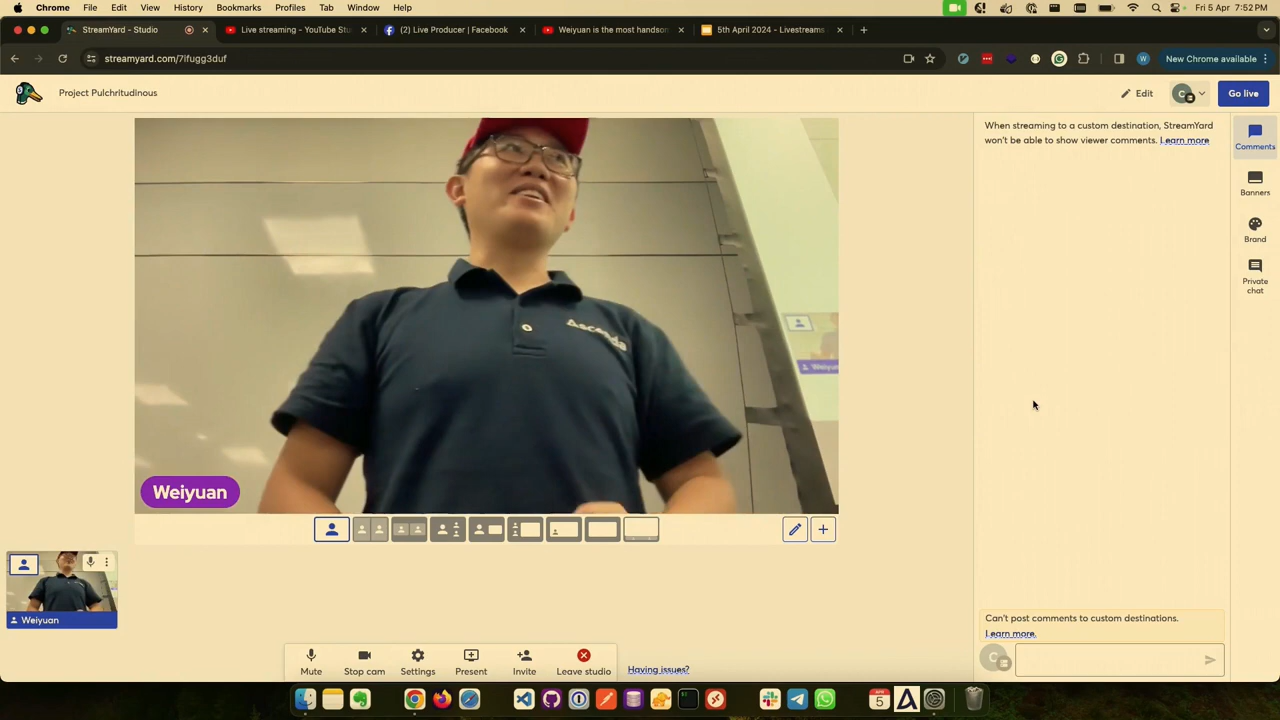 Chrome File Edit View History Bookmarks Profiles Tab Window Help Fri 5 Apr 7:52 PM
StreamYard - Studio Live streaming - YouTube Stu (2) Live Producer | Facebook Weiyuan is the most handson 5th April 2024 - Livestreams
streamyard.com/7ifugg3duf New Chrome available
Project Pulchritudinous Edit C Go live
When streaming to a custom destination, StreamYard
won't be able to show viewer comments. Learn more
Comments
Banners
Brand
Private
chat
Ascenda
Weiyuan
Weiyuan
Weiyuan
Can't post comments to custom destinations.
Learn more.
C
Mute Stop cam Settings Present Invite Leave studio Having issues?
APR
5